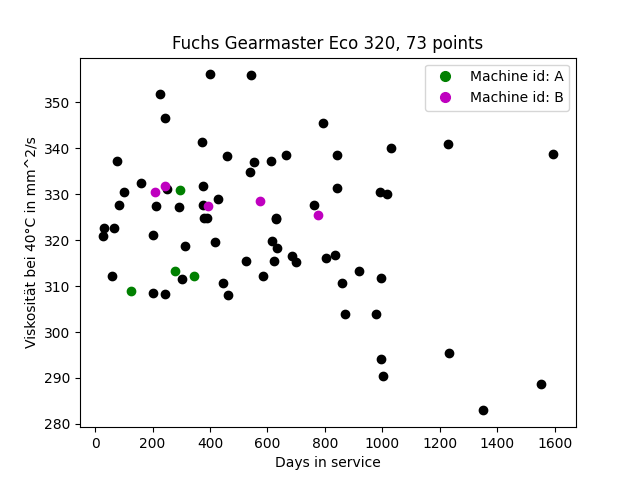 Fuchs Gearmaster Eco 320, 73 points
Machine id: A
Machine id: B
Viskosität bei 40°C in mm^2/s
350
340
330
320
310
300
290
280
0 200 400 600 800 1000 1200 1400 1600
Days in service